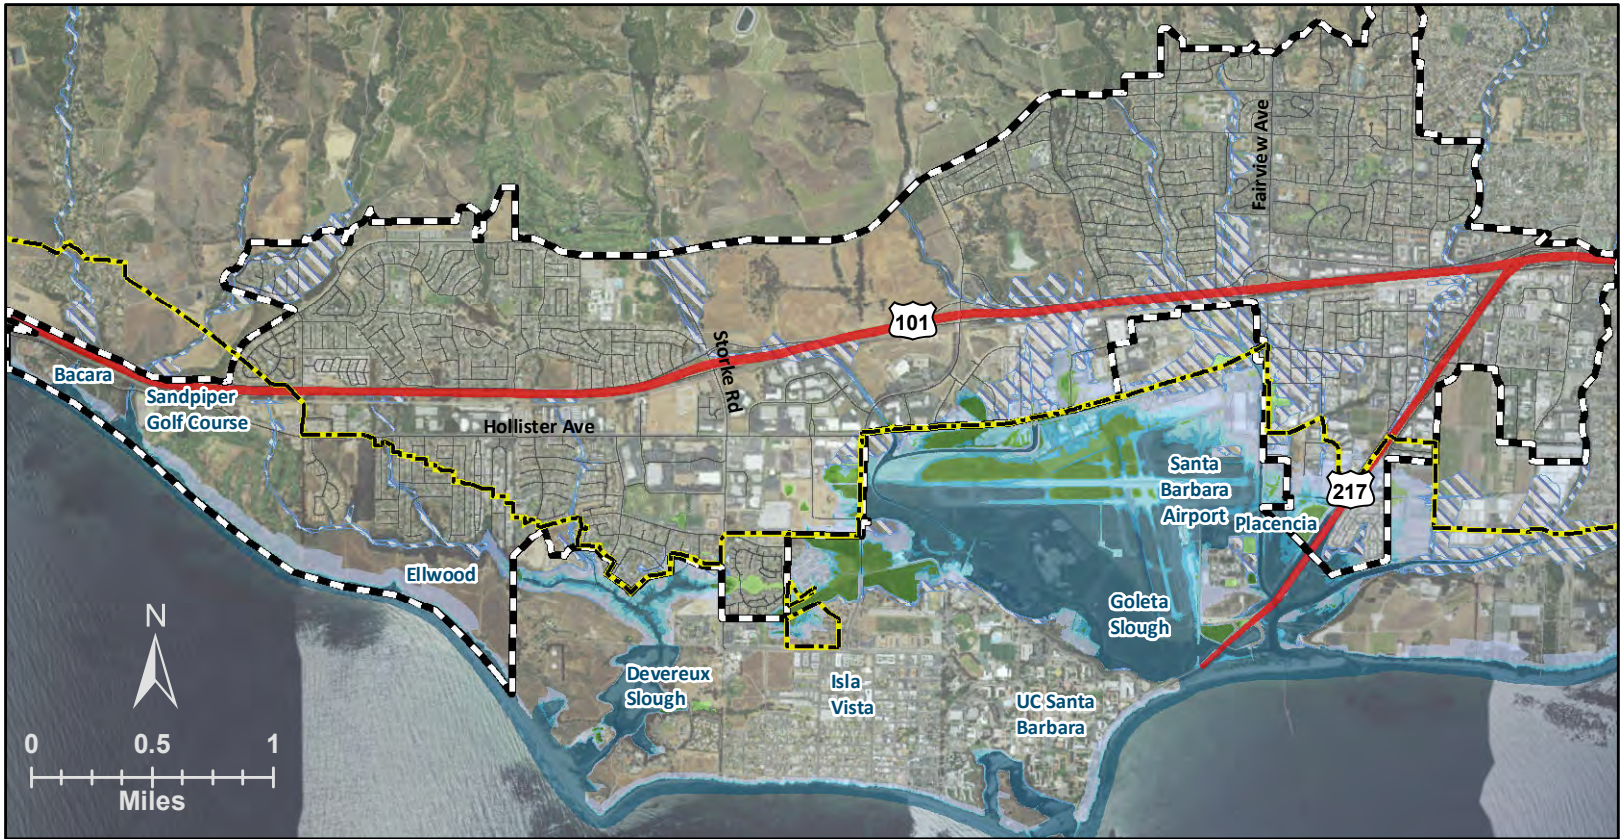 Fairview Ave
101
Storke Rd
Bacara
Sandpiper
Golf Course
Hollister Ave
Santa
Barbara
Airport
217
Placencia
Ellwood
N
Goleta
Slough
Devereux
Slough
Isla
Vista
UC Santa
Barbara
0 0.5 1
Miles